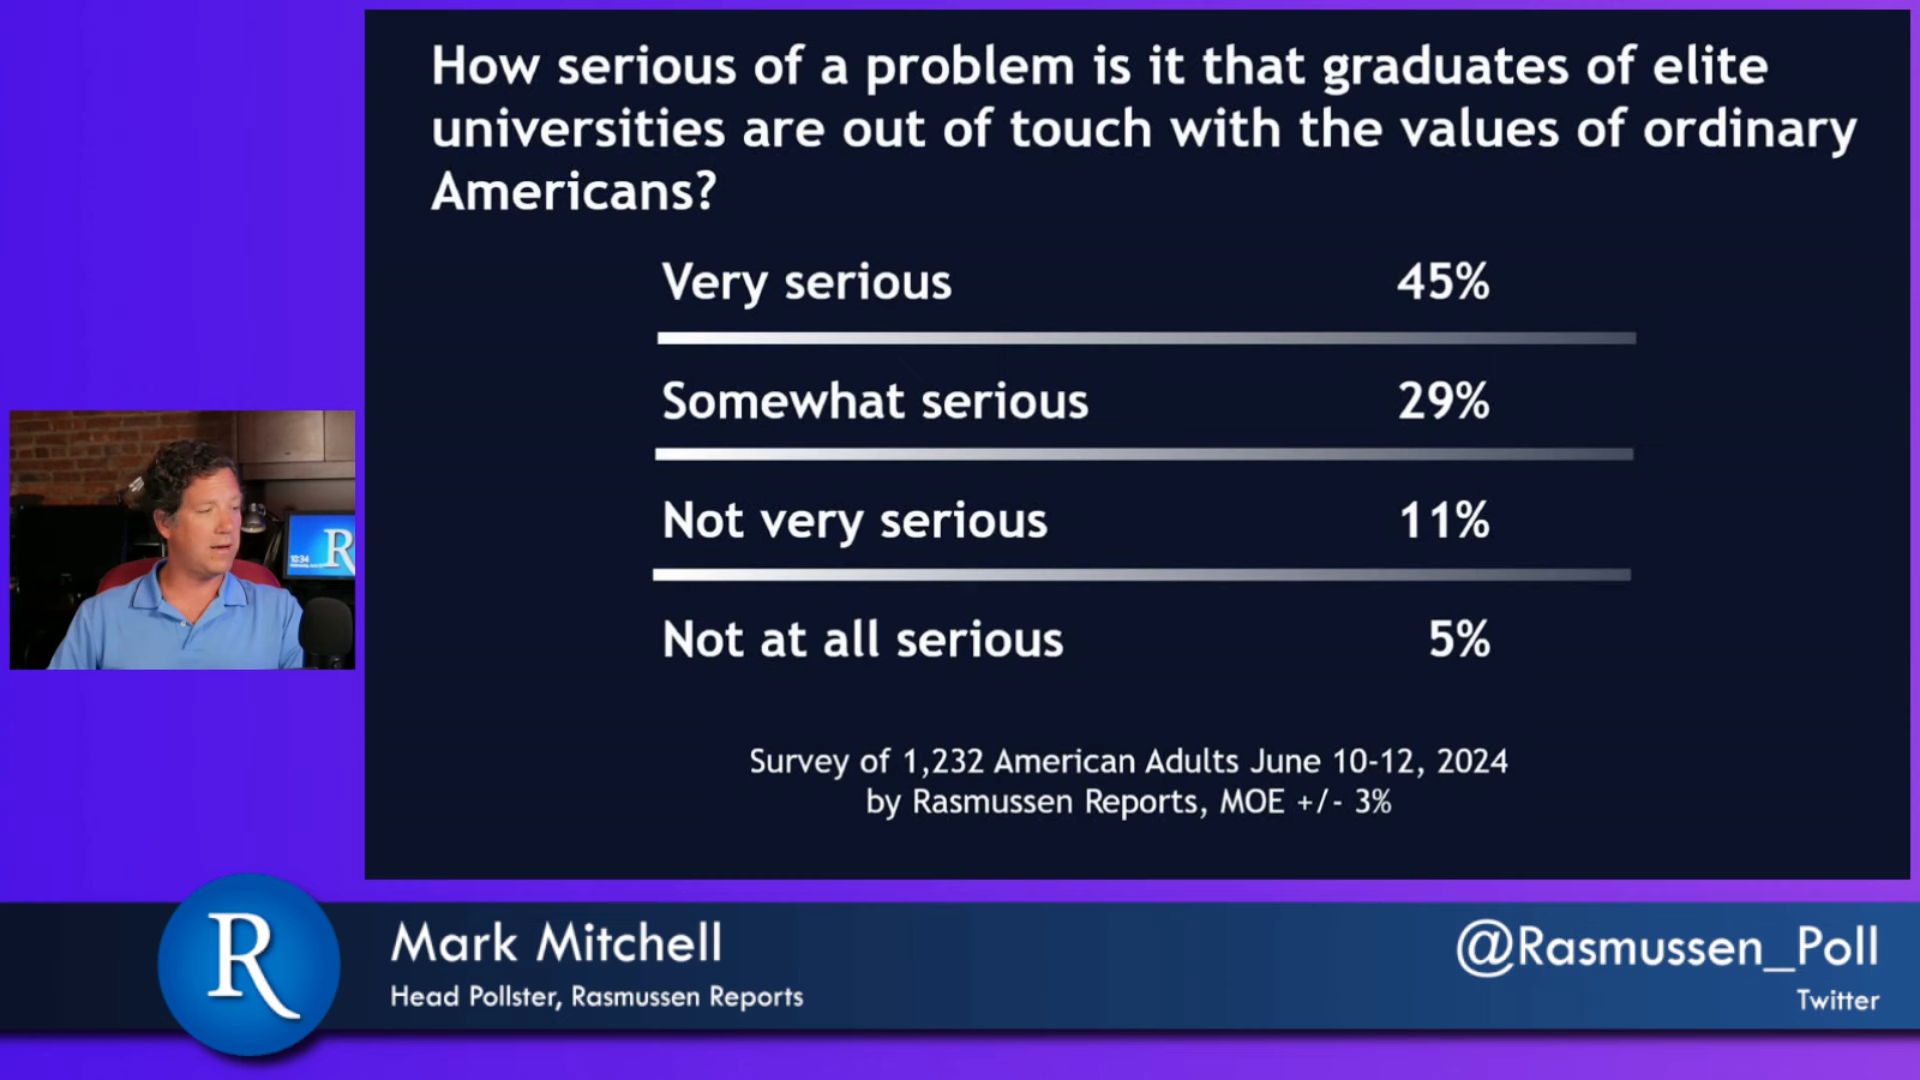 How serious of a problem is it that graduates of elite
universities are out of touch with the values of ordinary
Americans?
Very serious 45%
Somewhat serious 29%
Not very serious 11%
Not at all serious 5%
Survey of 1,232 American Adults June 10-12, 2024
by Rasmussen Reports, MOE +/- 3%
R
10:34
R
Mark Mitchell
Head Pollster, Rasmussen Reports
@Rasmussen_Poll
Twitter